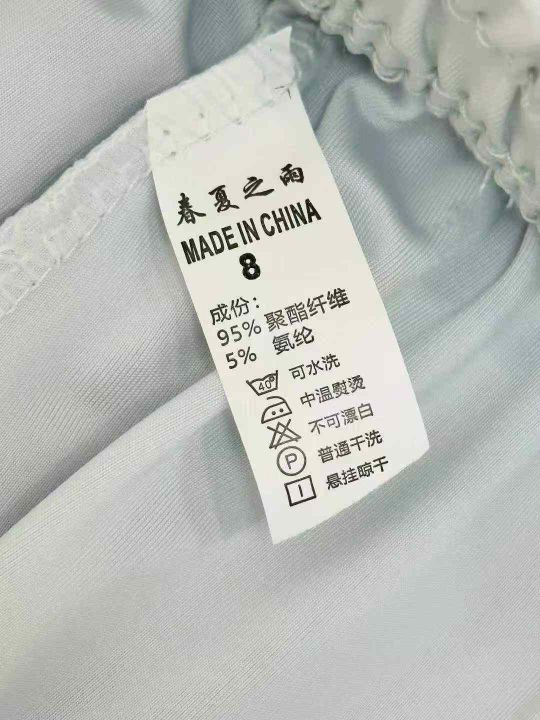 春夏之雨
MADE IN CHINA
8
成份：
95% 聚酯纤维
5% 氨纶
40° 可水洗
中温熨烫
不可漂白
P 普通干洗
悬挂晾干